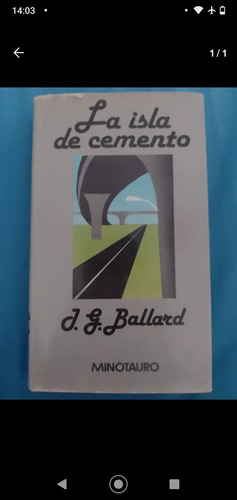 14:03
1/1
La isla
de cemento
J. G. Ballard
MINOTAURO